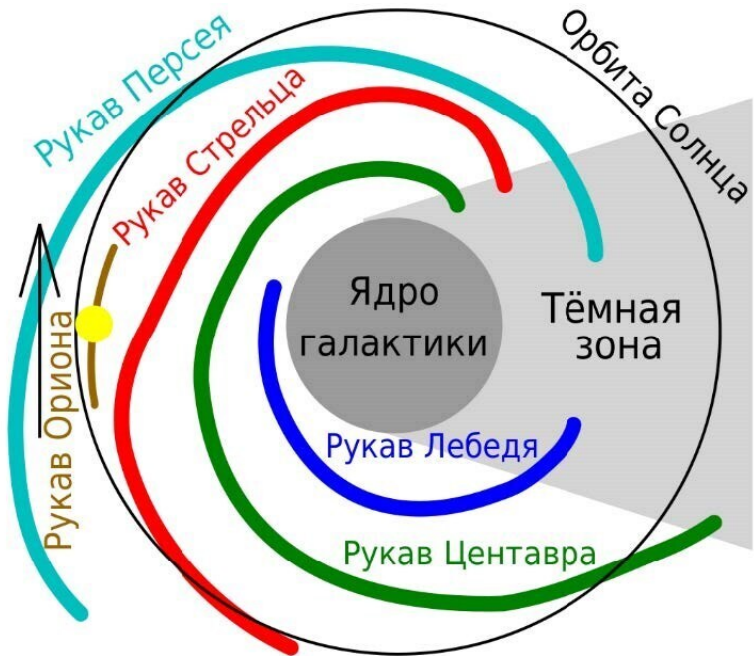 Рукав Персея
Орбита Солнца
Рукав Стрельца
Рукав Ориона
Ядро
галактики
Тёмная
зона
Рукав Лебедя
Рукав Центавра